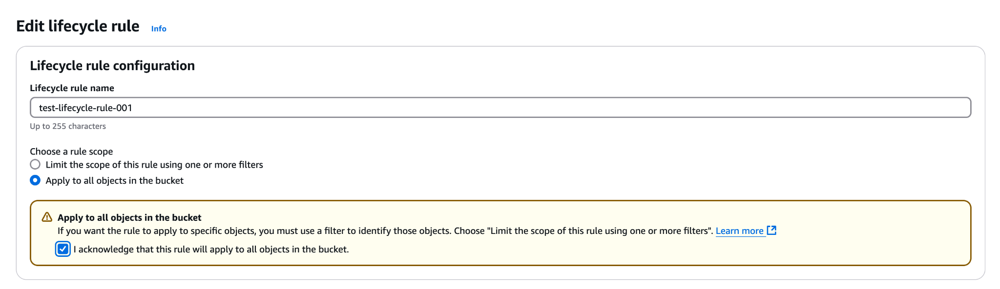 Edit lifecycle rule Info
Lifecycle rule configuration
Lifecycle rule name
test-lifecycle-rule-001
Up to 255 characters
Choose a rule scope
Limit the scope of this rule using one or more filters
Apply to all objects in the bucket
Apply to all objects in the bucket
If you want the rule to apply to specific objects, you must use a filter to identify those objects. Choose "Limit the scope of this rule using one or more filters". Learn more
I acknowledge that this rule will apply to all objects in the bucket.